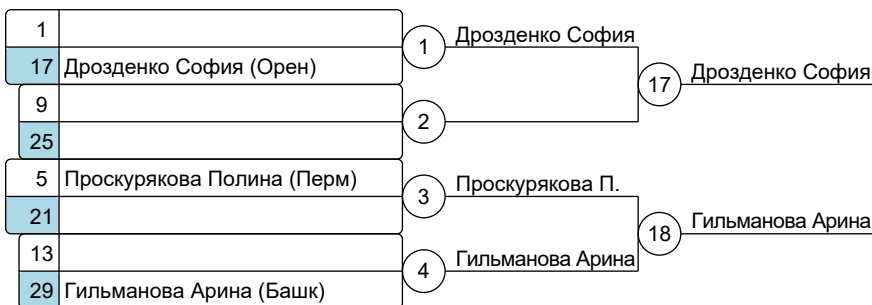 1
17 Дрозденко София (Орен)
1
Дрозденко София
9
25
2
17
Дрозденко София
5 Проскурякова Полина (Перм)
21
3
Проскурякова П.
13
29 Гильманова Арина (Башк)
4
Гильманова Арина
18
Гильманова Арина